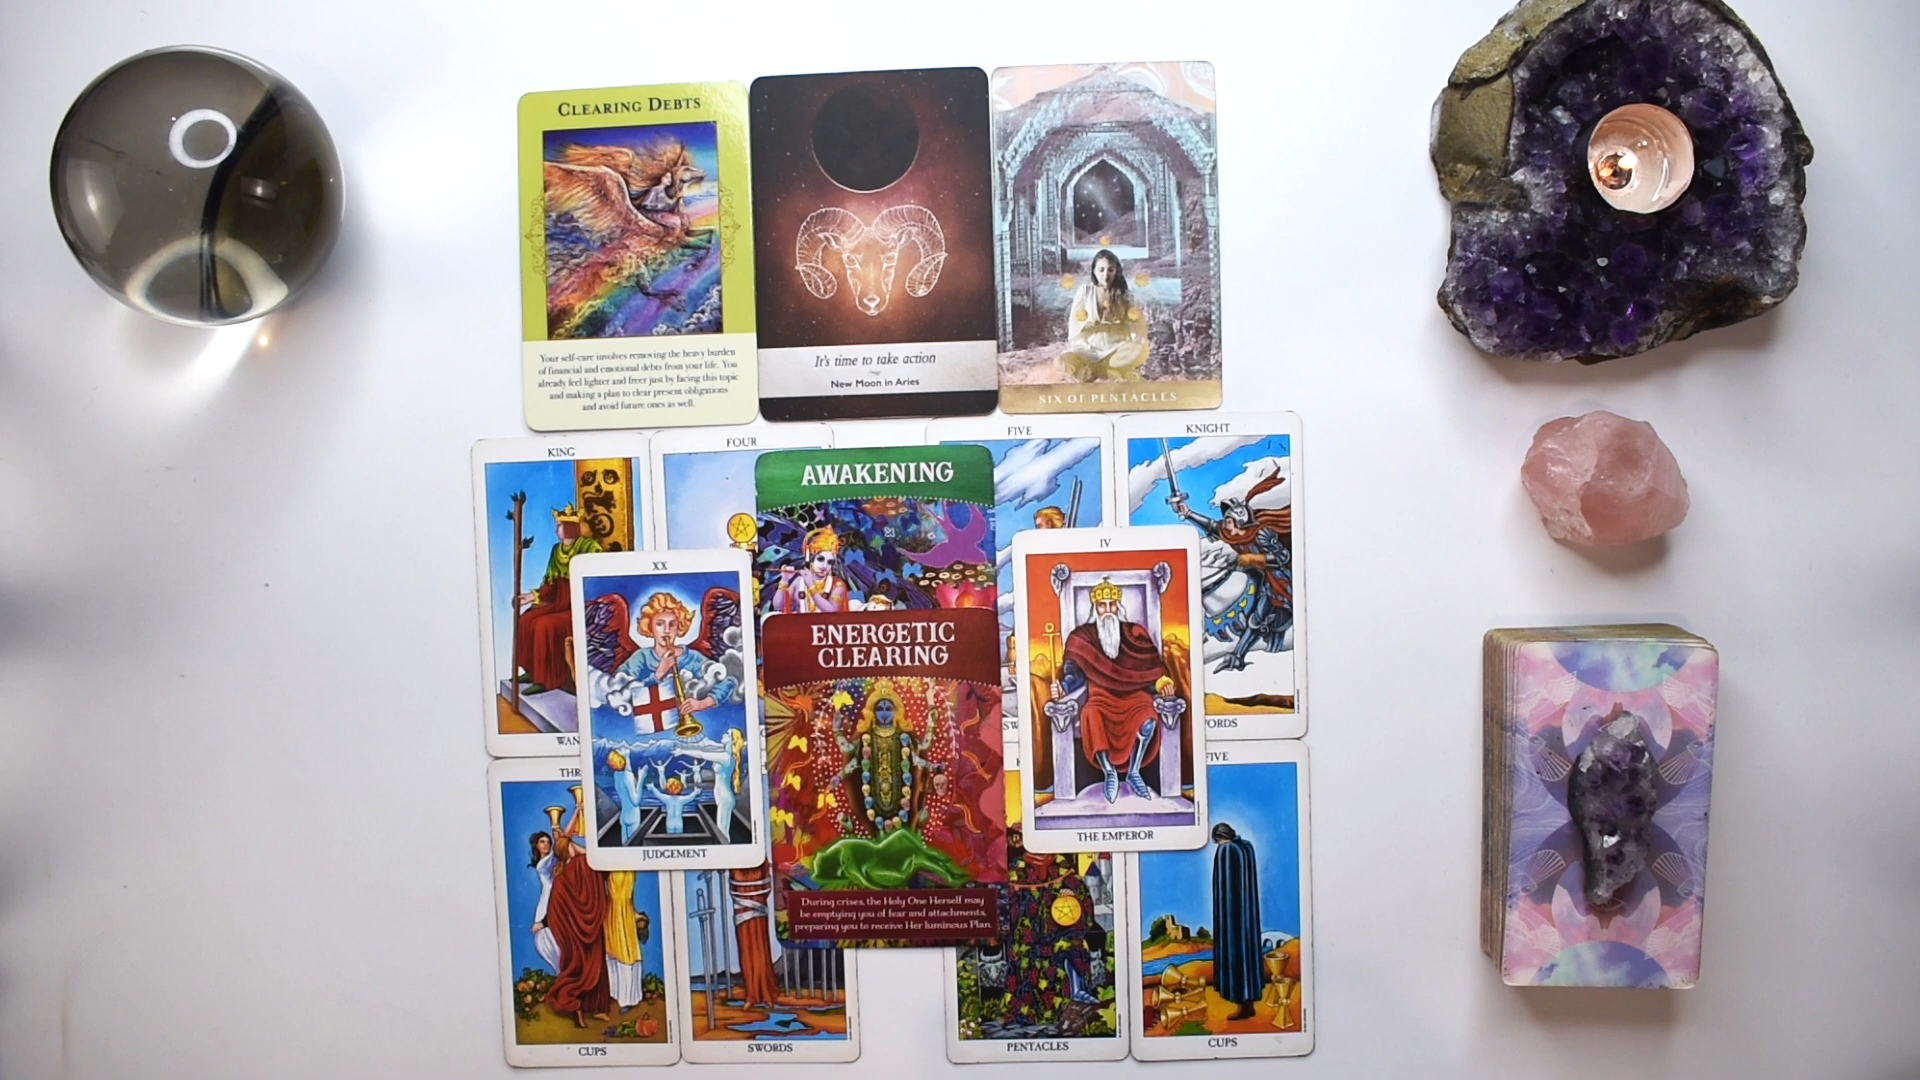 CLEARING DEBTS
Your self-care involves removing the heavy burden
of financial and emotional debts from your life. You
already feel lighter and freer just by facing this topic
and making a plan to clear present obligations
and avoid future ones as well.
It's time to take action
New Moon in Aries
SIX OF PENTACLES
KING
FOUR
AWAKENING
FIVE
KNIGHT
XX
JUDGEMENT
ENERGETIC
CLEARING
During crises, the Holy One Herself may
be emptying you of fear and attachments,
preparing you to receive Her luminous Plan.
IV
THE EMPEROR
WAN
SW
ORDS
THR
FIVE
CUPS
SWORDS
PENTACLES
CUPS